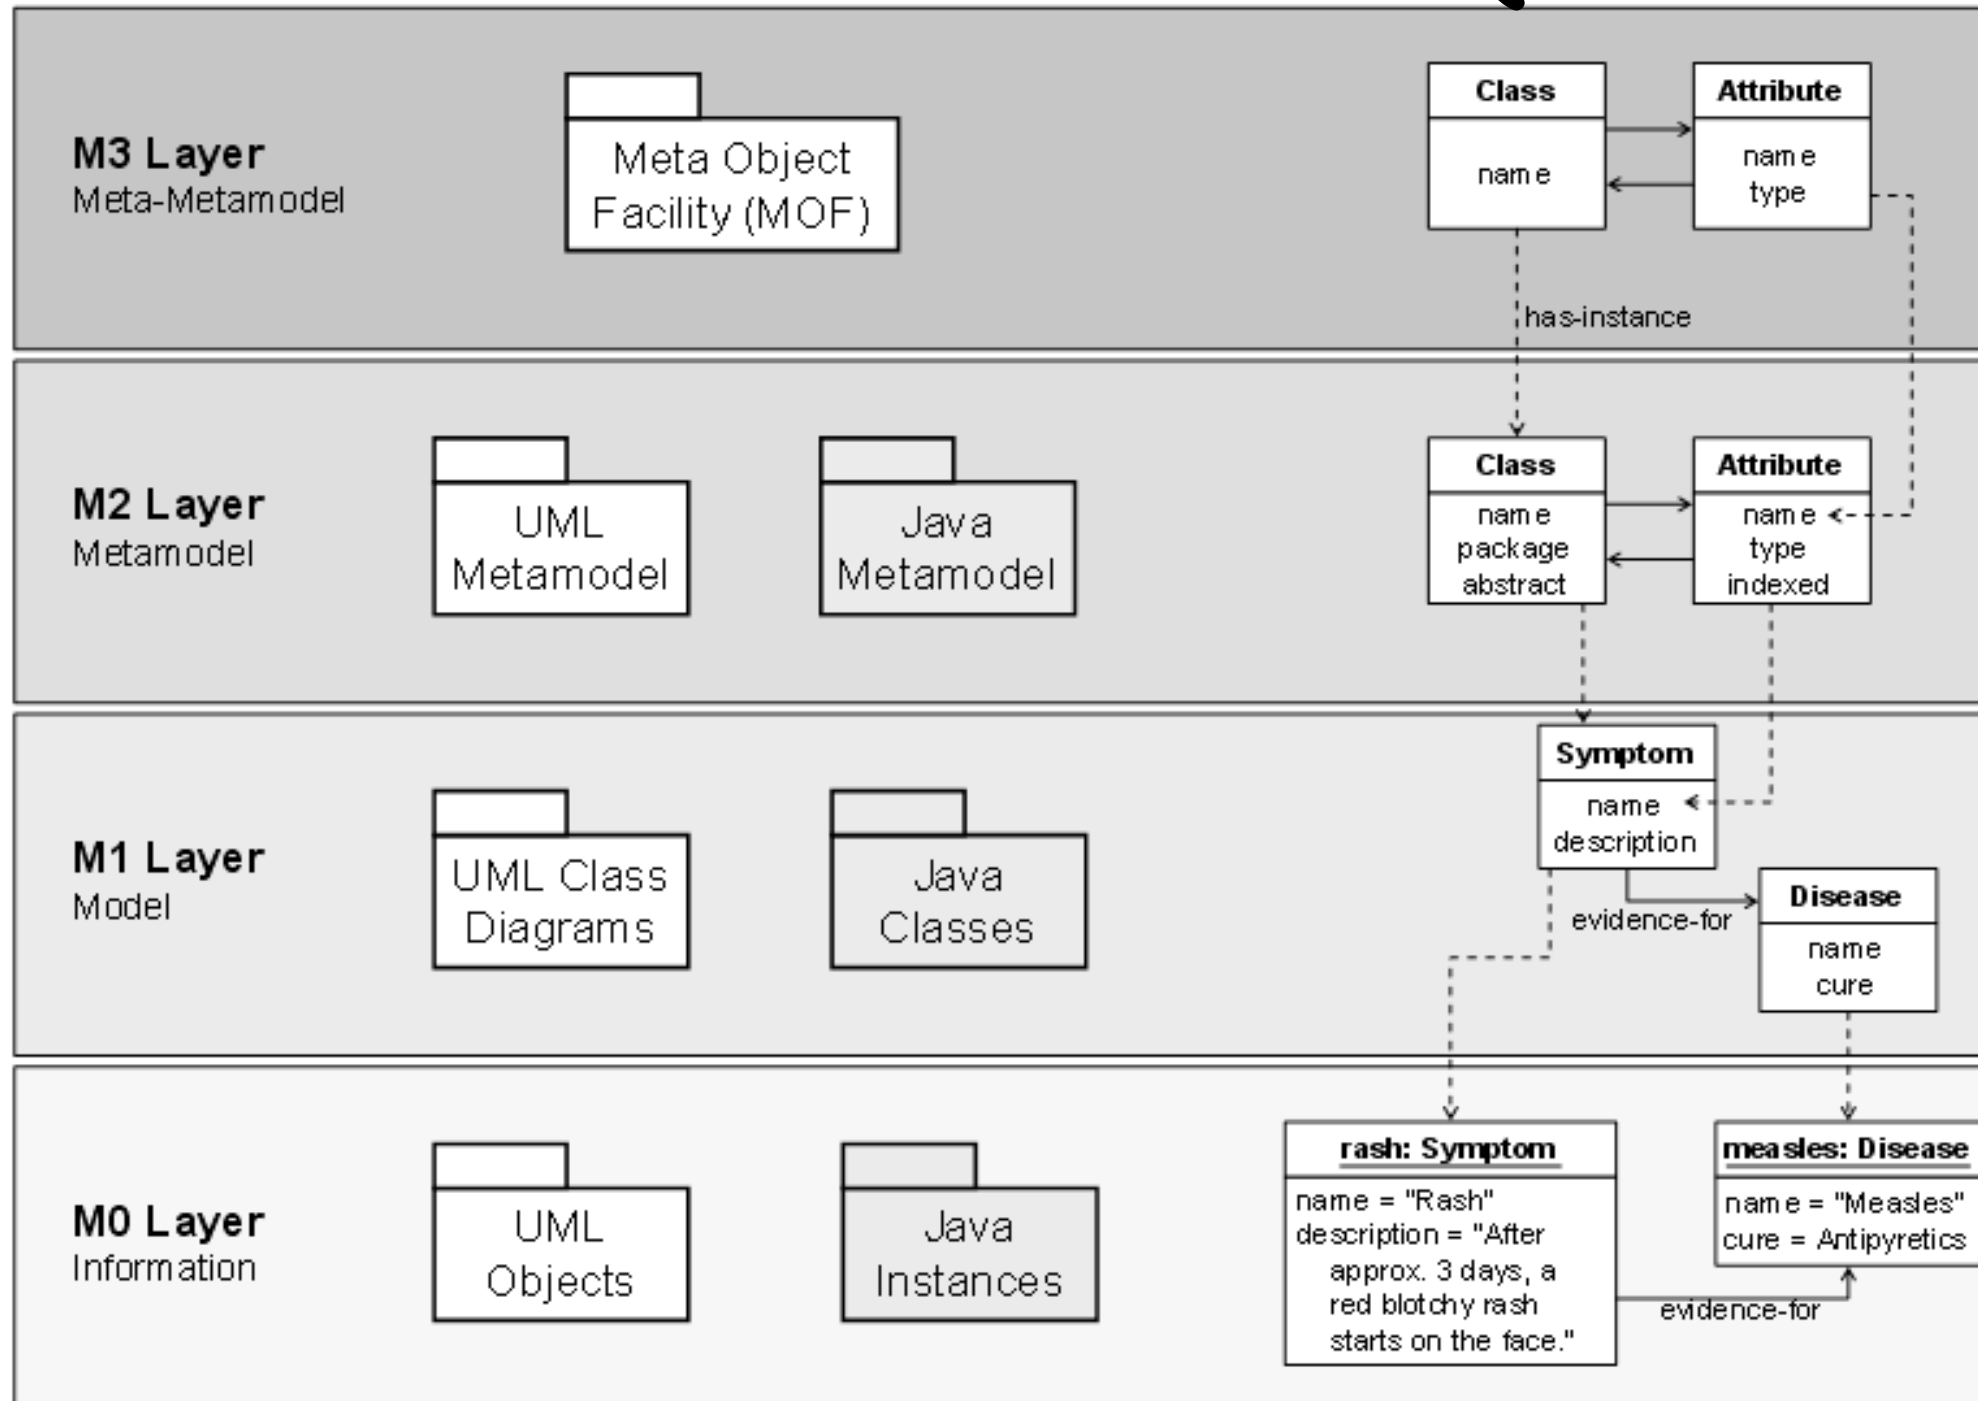 M3 Layer
Meta-Metamodel
Meta Object
Facility (MOF)
Class
name
Attribute
name
type
has-instance
M2 Layer
Metamodel
UML
Metamodel
Java
Metamodel
Class
name
package
abstract
Attribute
name
type
indexed
M1 Layer
Model
UML Class
Diagrams
Java
Classes
Symptom
name
description
evidence-for
Disease
name
cure
M0 Layer
Information
UML
Objects
Java
Instances
rash: Symptom
name = "Rash"
description = "After
approx. 3 days, a
red blotchy rash
starts on the face."
evidence-for
measles: Disease
name = "Measles"
cure = Antipyretics